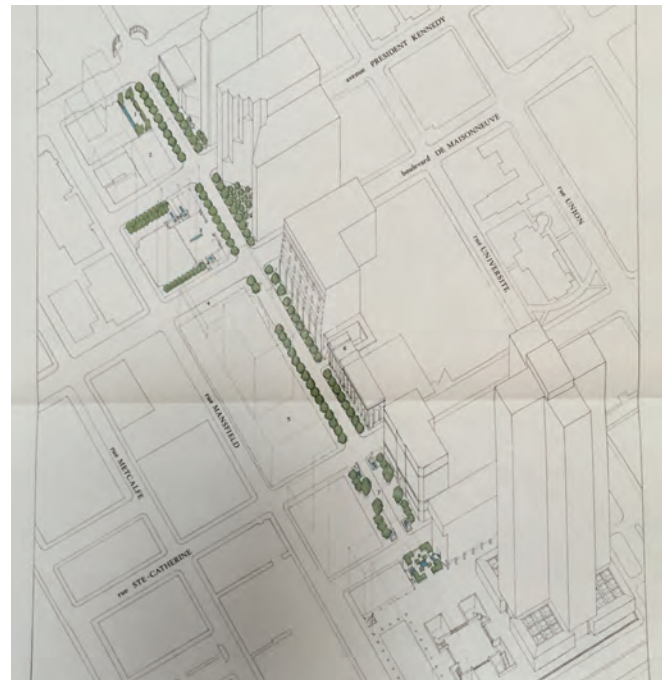 avenue PRESIDENT KENNEDY
boulevard DE MAISONNEUVE
rue UNION
rue UNIVERSITE
rue MANSFIELD
rue METCALFE
rue STE-CATHERINE